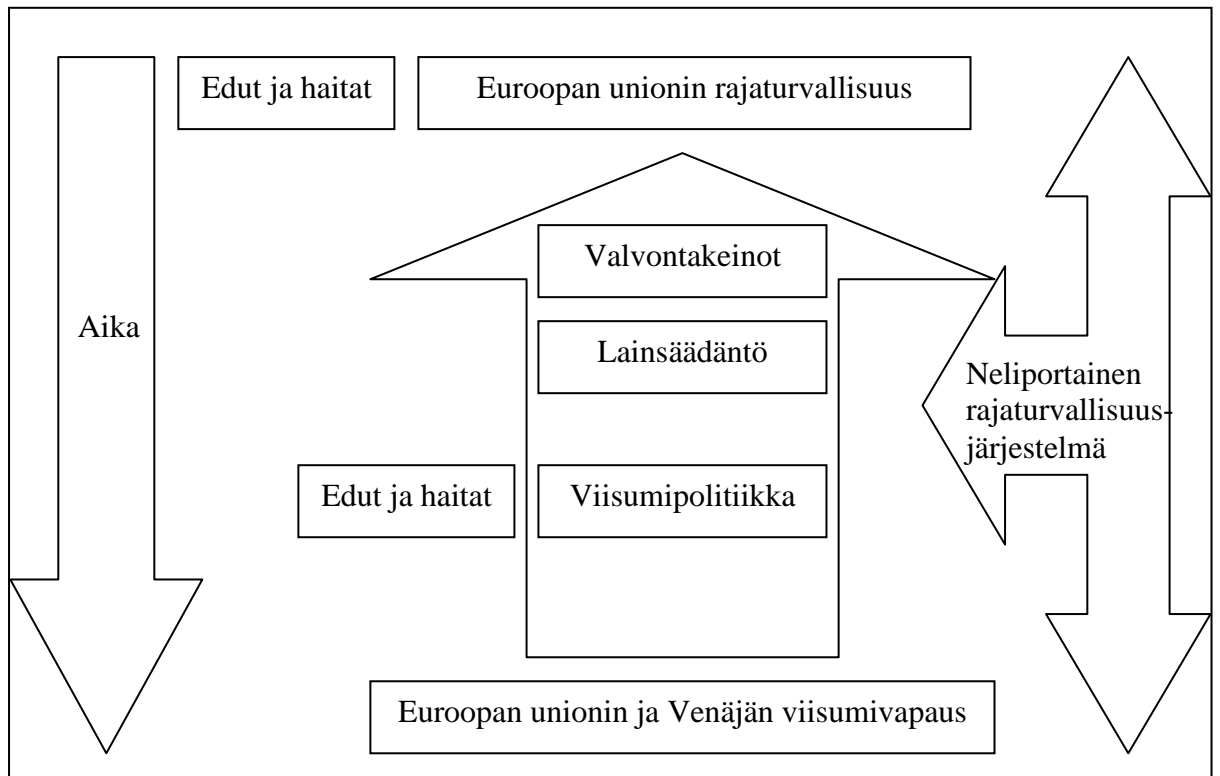 Edut ja haitat
Euroopan unionin rajaturvallisuus
Valvontakeinot
Aika
Lainsäädäntö
Neliportainen
rajaturvallisuus-
järjestelmä
Edut ja haitat
Viisumipolitiikka
Euroopan unionin ja Venäjän viisumivapaus